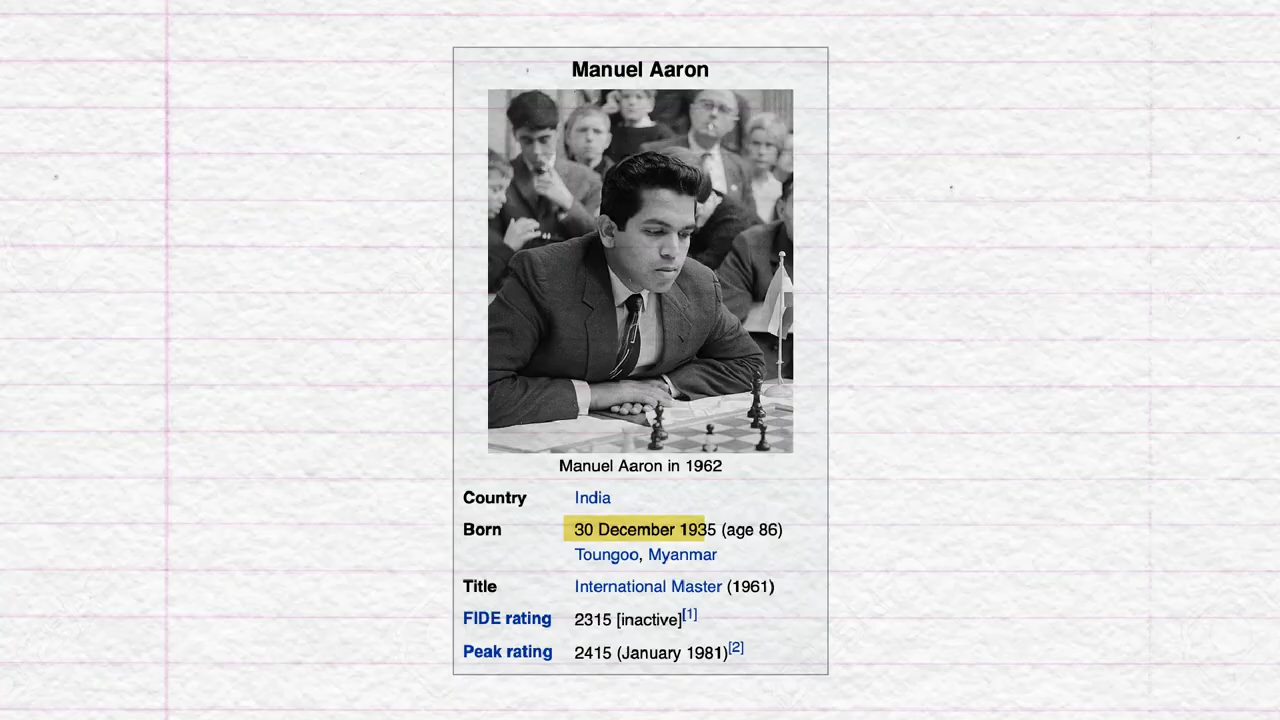 Manuel Aaron
Manuel Aaron in 1962
Country India
Born 30 December 1935 (age 86)
Toungoo, Myanmar
Title International Master (1961)
FIDE rating 2315 [inactive][1]
Peak rating 2415 (January 1981)[2]